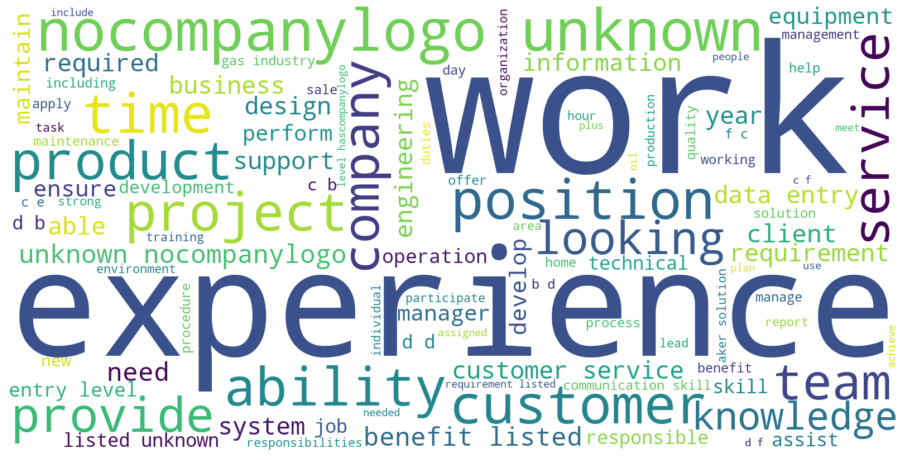 include
nocompanylogo
unknown
equipment
management
maintain
required
gas industry
information
organization
people
including
business
sale
day
help
apply
time
design
work
year
service
task
perform
engineering
hour
plus
production
quality
f c
meet
maintenance
level hascompanylogo
company
duties
oil
working
product
support
ensure
development
c b
offer
position
c f
data entry
c e
strong
project
area
solution
d b
able
looking
client
training
unknown nocompanylogo
operation
develop
home
technical
requirement
environment
b d
plan
use
experience
procedure
individual
participate
manager
aker solution
manage
process
report
assigned
d d
lead
achieve
new
need
customer service
benefit
entry level
ability
requirement listed
communication skill
skill
team
provide
needed
customer
knowledge
system
job
listed unknown
responsibilities
benefit listed
responsible
d f
assist